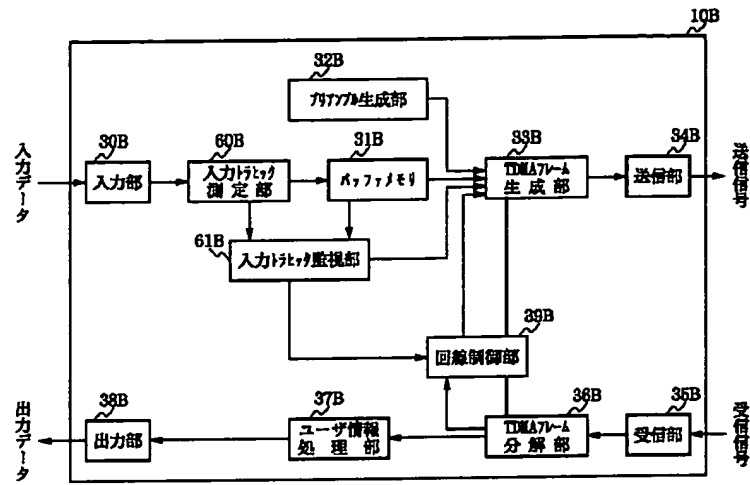 10B
32B
プリアンブル生成部
30B
60B
31B
33B
34B
入力データ
入力部
入力トラヒック
測定部
バッファメモリ
TDMAフレーム
生成部
送信部
送信信号
61B
入力トラヒック監視部
39B
回線制御部
38B
37B
36B
35B
出力データ
出力部
ユーザ情報
処理部
TDMAフレーム
分解部
受信部
受信信号